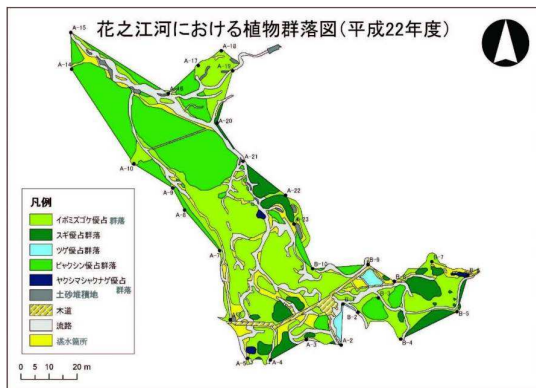 花之江河における植物群落図(平成22年度)
A-15
A-18
A-17
A-19
A-14
A-20
A-21
A-10
A-9
A-22
A-8
A-23
A-7
B-10
B-9
B-7
B-2
B-5
A-3
A-2
B-4
A-5
A-4
凡例
イボミズゴケ優占群落
スギ優占群落
ツゲ優占群落
ビャクシン優占群落
ヤクシマシャクナゲ優占群落
土砂堆積地
木道
流路
湛水箇所
0 5 10 20 m